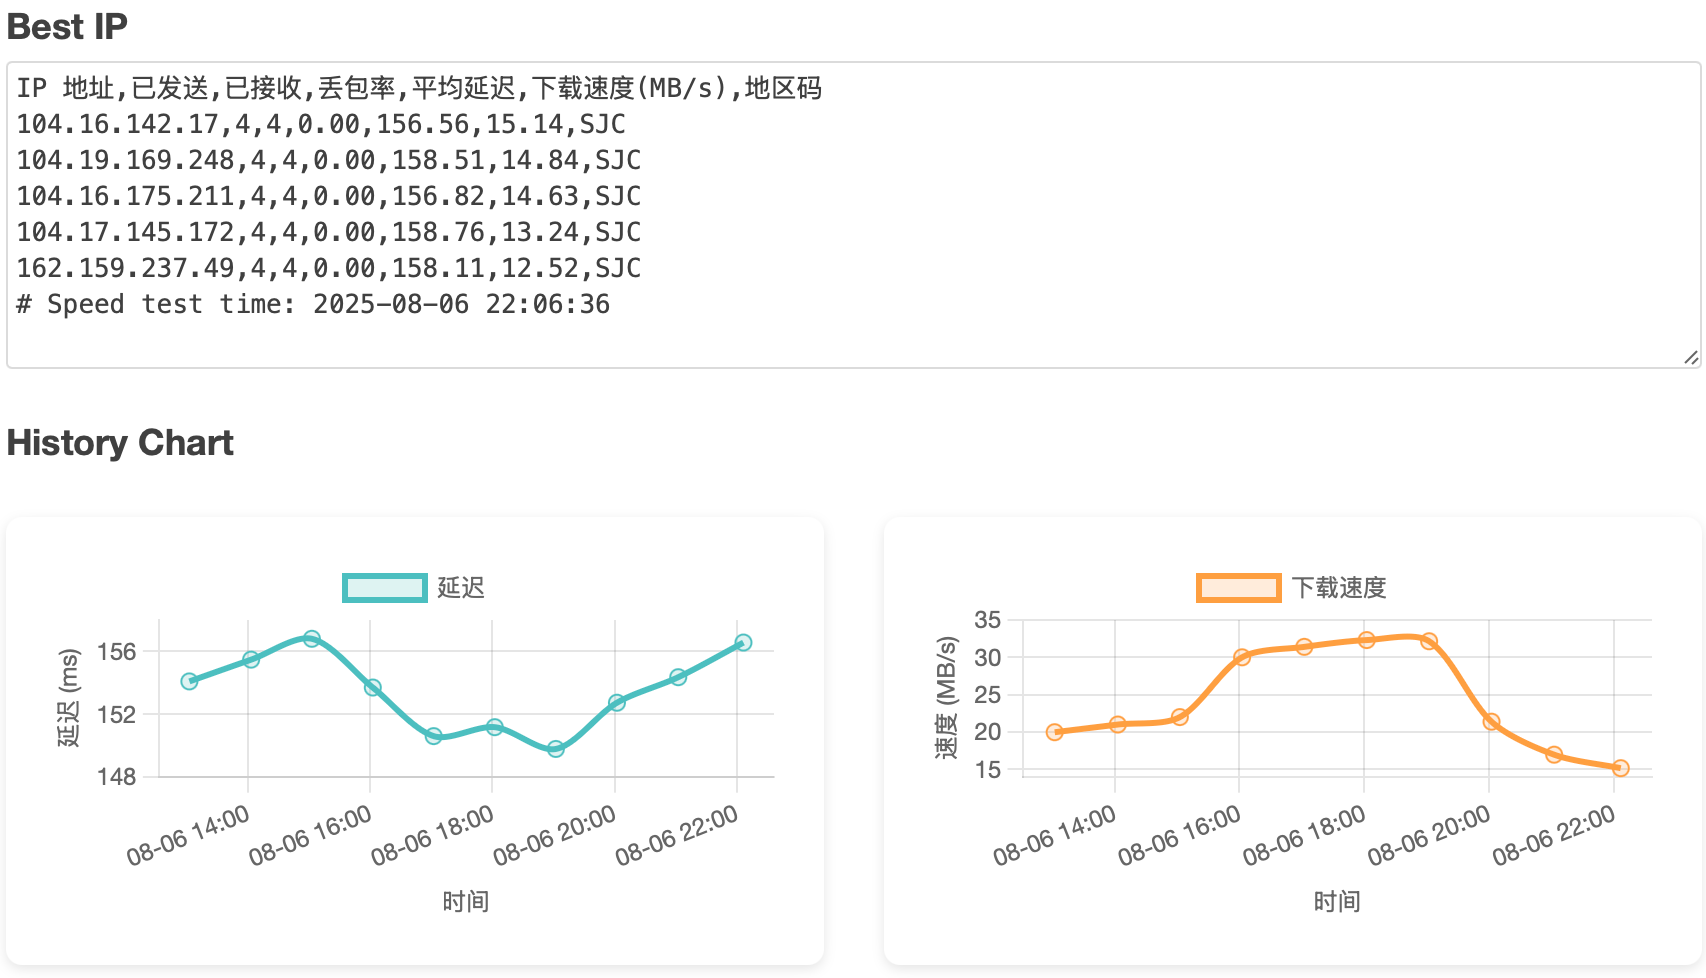 Best IP
IP 地址,已发送,已接收,丢包率,平均延迟,下载速度(MB/s),地区码
104.16.142.17,4,4,0.00,156.56,15.14,SJC
104.19.169.248,4,4,0.00,158.51,14.84,SJC
104.16.175.211,4,4,0.00,156.82,14.63,SJC
104.17.145.172,4,4,0.00,158.76,13.24,SJC
162.159.237.49,4,4,0.00,158.11,12.52,SJC
# Speed test time: 2025-08-06 22:06:36
History Chart
延迟
延迟 (ms)
156
152
148
08-06 14:00
08-06 16:00
08-06 18:00
08-06 20:00
08-06 22:00
时间
下载速度
速度 (MB/s)
35
30
25
20
15
08-06 14:00
08-06 16:00
08-06 18:00
08-06 20:00
08-06 22:00
时间